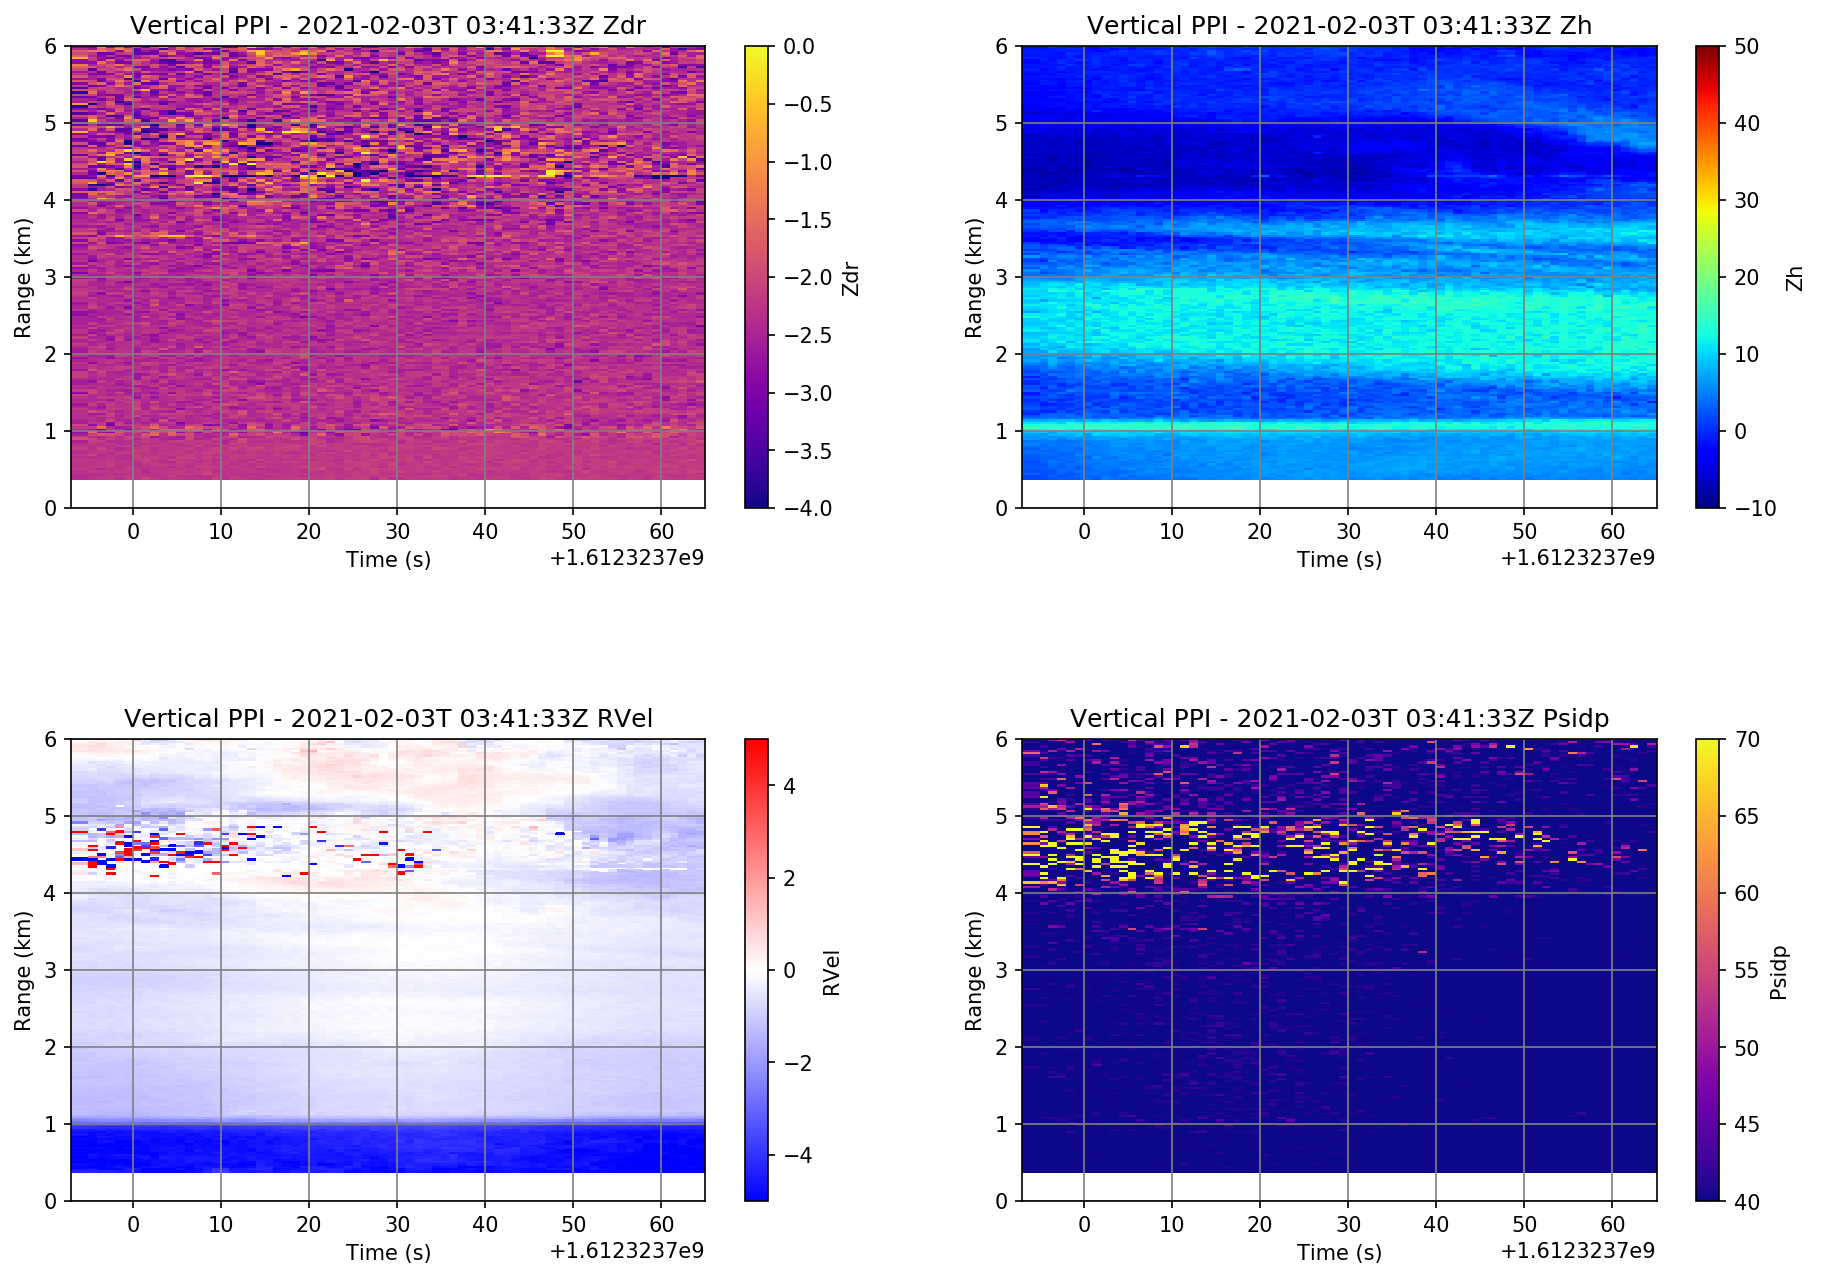 Vertical PPI - 2021-02-03T 03:41:33Z Zdr
6
5
4
3
2
1
0
Range (km)
0 10 20 30 40 50 60
Time (s)
+1.6123237e9
0.0
−0.5
−1.0
−1.5
−2.0
−2.5
−3.0
−3.5
−4.0
Zdr
Vertical PPI - 2021-02-03T 03:41:33Z Zh
6
5
4
3
2
1
0
Range (km)
0 10 20 30 40 50 60
Time (s)
+1.6123237e9
50
40
30
20
10
0
−10
Zh
Vertical PPI - 2021-02-03T 03:41:33Z RVel
6
5
4
3
2
1
0
Range (km)
0 10 20 30 40 50 60
Time (s)
+1.6123237e9
4
2
0
−2
−4
RVel
Vertical PPI - 2021-02-03T 03:41:33Z Psidp
6
5
4
3
2
1
0
Range (km)
0 10 20 30 40 50 60
Time (s)
+1.6123237e9
70
65
60
55
50
45
40
Psidp